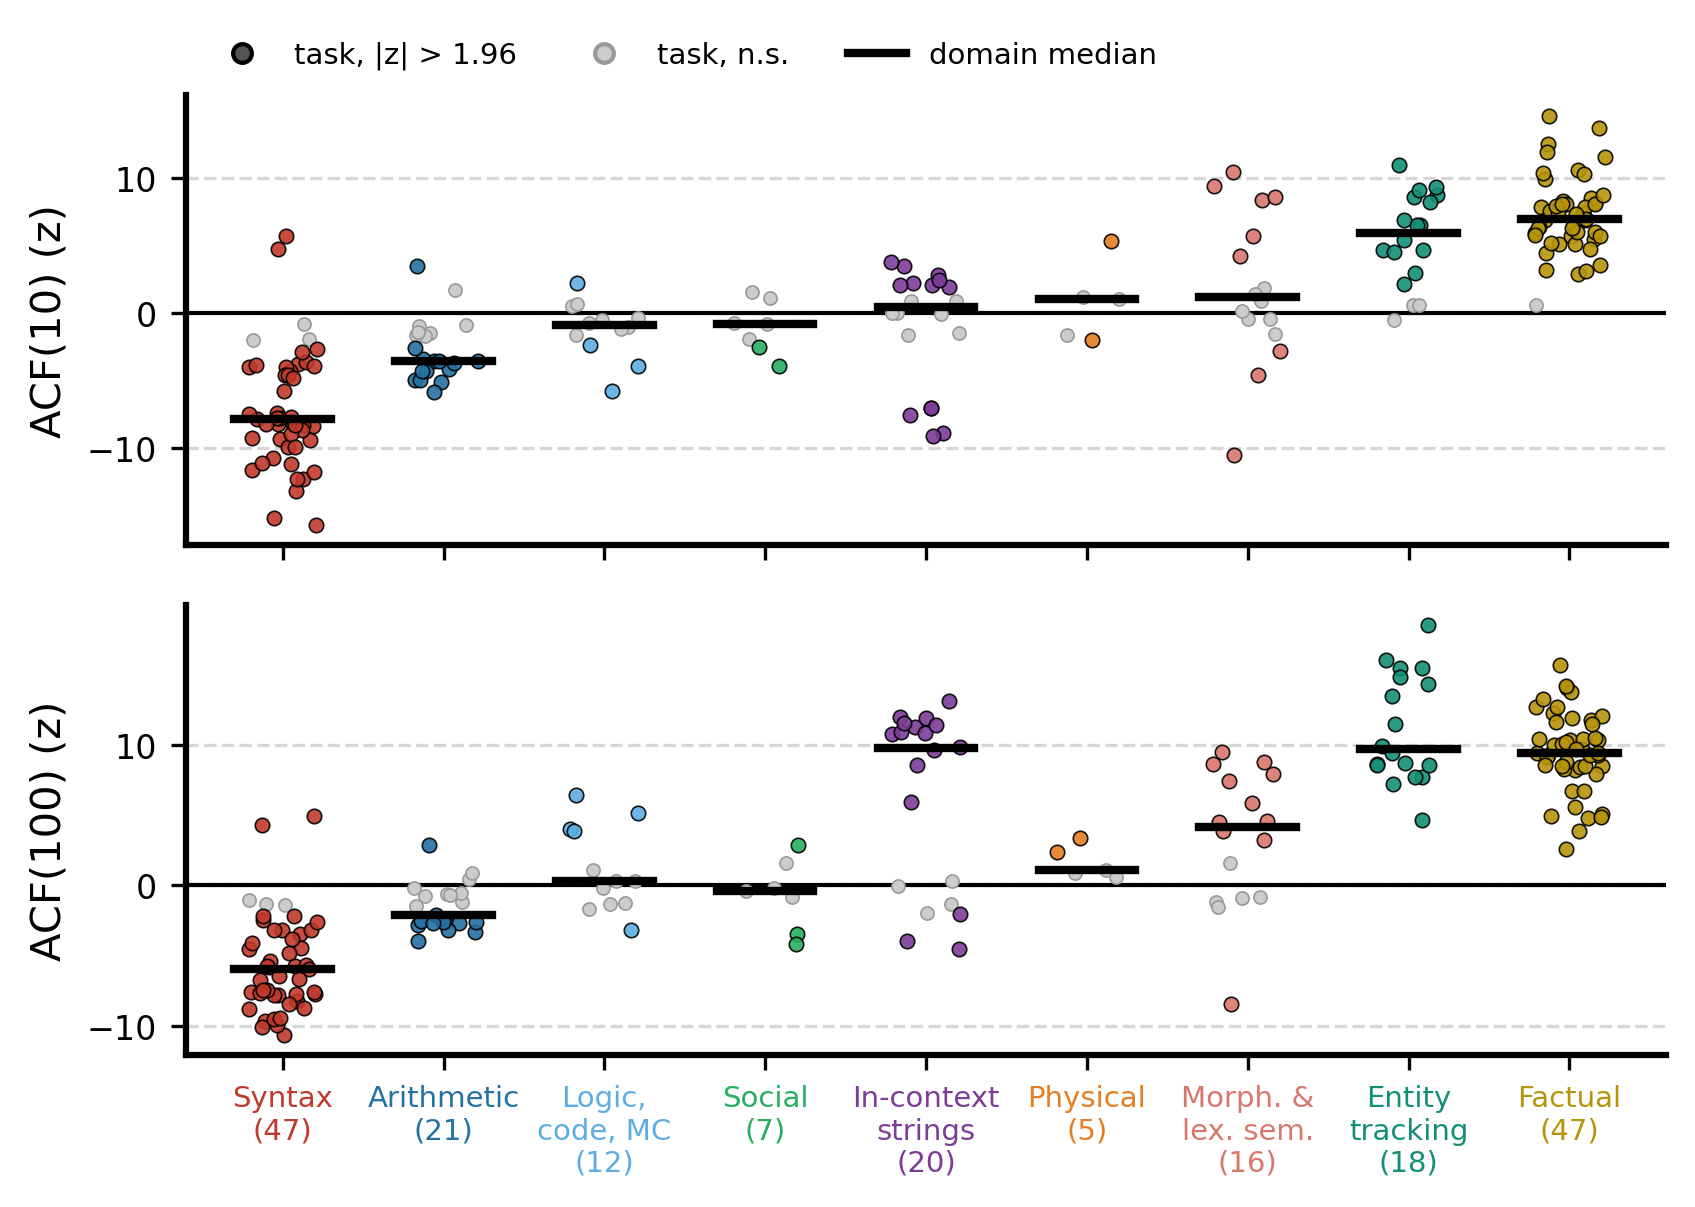 task, |z| > 1.96
task, n.s.
domain median
ACF(10) (z)
10
0
−10
ACF(100) (z)
10
0
−10
Syntax
(47)
Arithmetic
(21)
Logic,
code, MC
(12)
Social
(7)
In-context
strings
(20)
Physical
(5)
Morph. &
lex. sem.
(16)
Entity
tracking
(18)
Factual
(47)